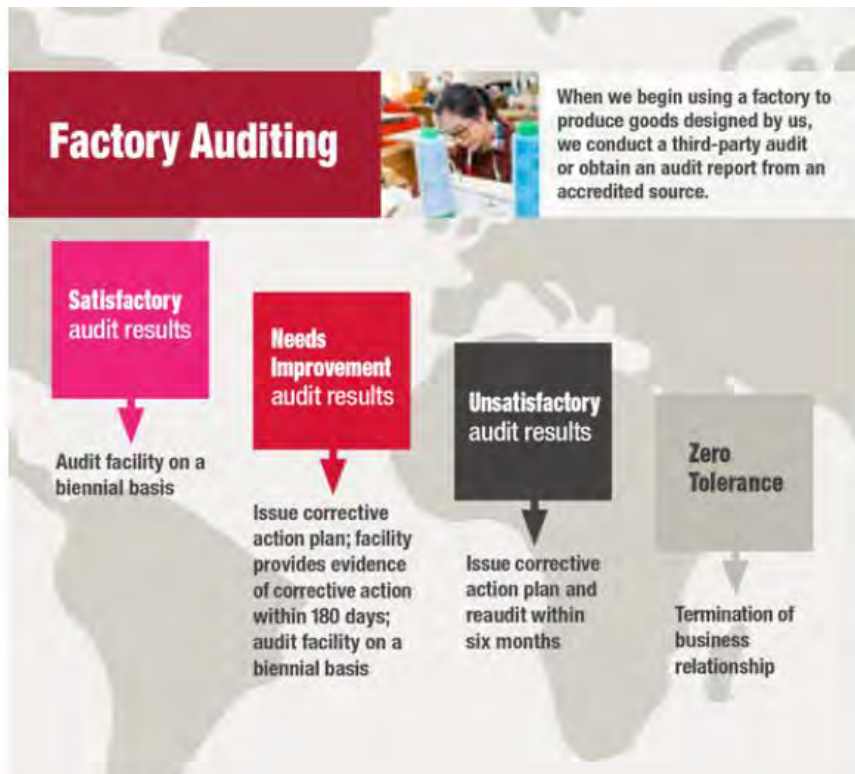 Factory Auditing
When we begin using a factory to
produce goods designed by us,
we conduct a third-party audit
or obtain an audit report from an
accredited source.
Satisfactory
audit results
Audit facility on a
biennial basis
Needs
Improvement
audit results
Issue corrective
action plan; facility
provides evidence
of corrective action
within 180 days;
audit facility on a
biennial basis
Unsatisfactory
audit results
Issue corrective
action plan and
reaudit within
six months
Zero
Tolerance
Termination of
business
relationship